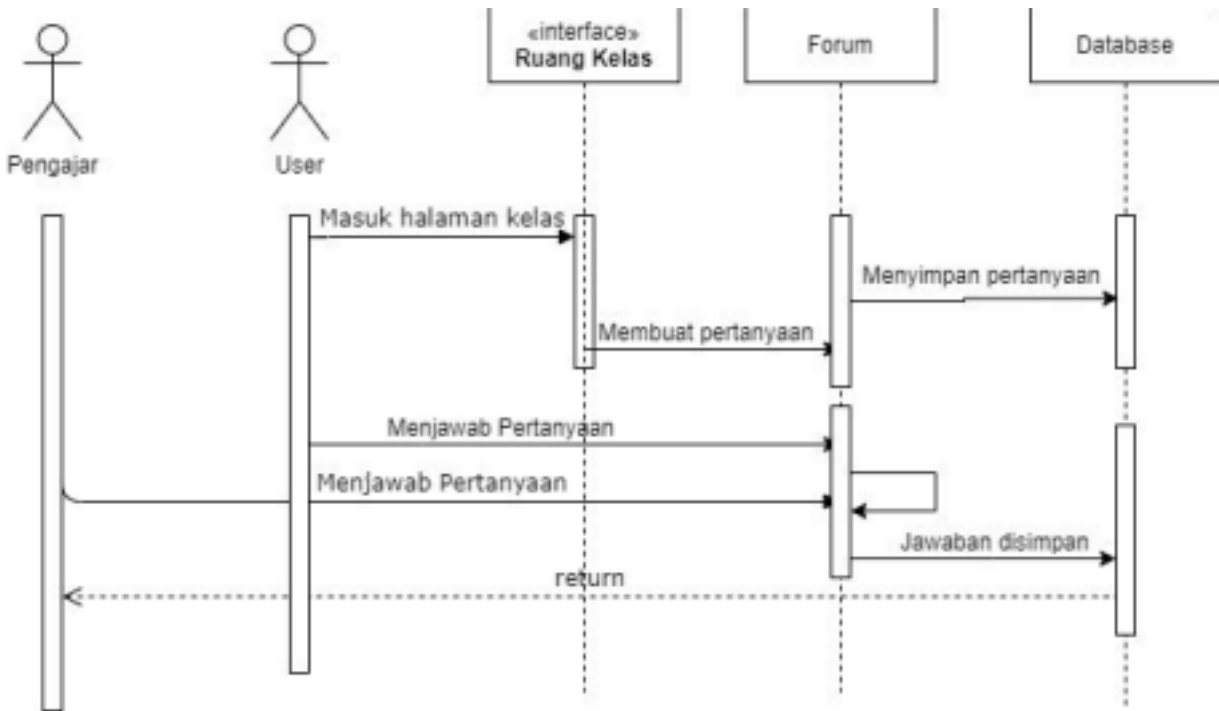 «interface»
Ruang Kelas
Forum
Database
Pengajar
User
Masuk halaman kelas
Menyimpan pertanyaan
Membuat pertanyaan
Menjawab Pertanyaan
Menjawab Pertanyaan
Jawaban disimpan
return